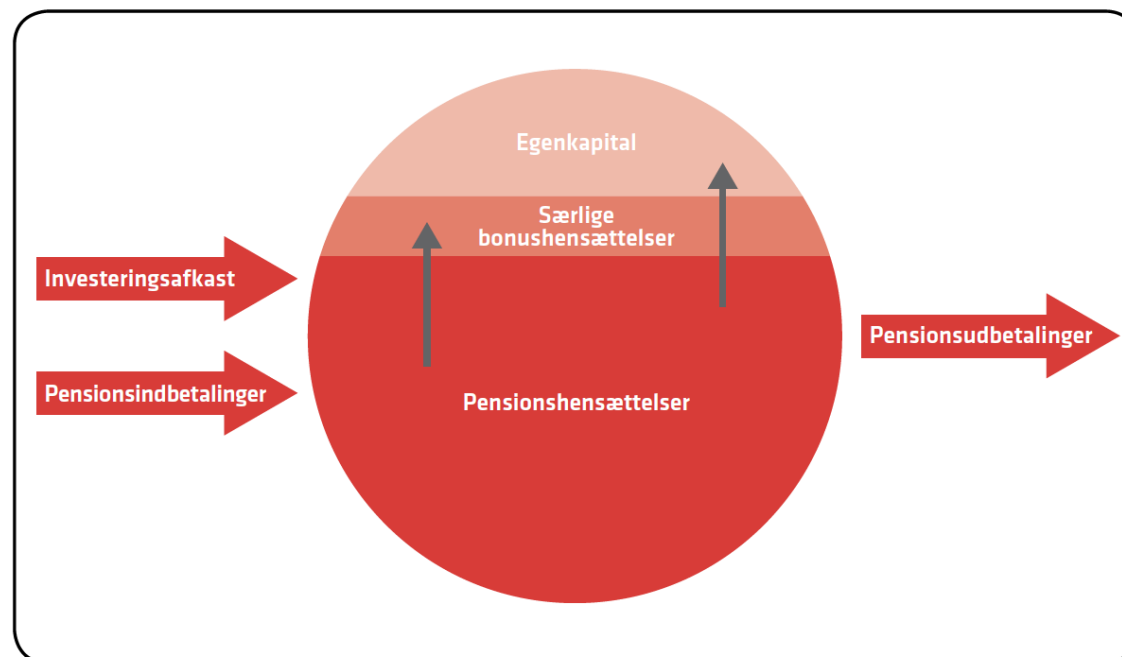 Egenkapital
Særlige
bonushensættelser
Investeringsafkast
Pensionsudbetalinger
Pensionsindbetalinger
Pensionshensættelser